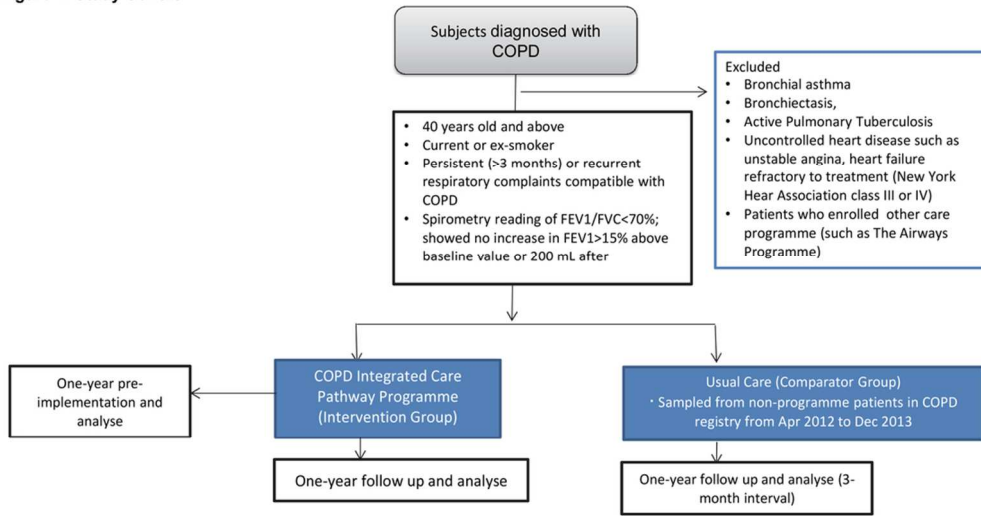 Subjects diagnosed with
COPD
Excluded
• Bronchial asthma
• Bronchiectasis,
• Active Pulmonary Tuberculosis
• Uncontrolled heart disease such as
unstable angina, heart failure
refractory to treatment (New York
Hear Association class III or IV)
• Patients who enrolled other care
programme (such as The Airways
Programme)
• 40 years old and above
• Current or ex-smoker
• Persistent (>3 months) or recurrent
respiratory complaints compatible with
COPD
• Spirometry reading of FEV1/FVC<70%;
showed no increase in FEV1>15% above
baseline value or 200 mL after
One-year pre-
implementation and
analyse
COPD Integrated Care
Pathway Programme
(Intervention Group)
Usual Care (Comparator Group)
· Sampled from non-programme patients in COPD
registry from Apr 2012 to Dec 2013
One-year follow up and analyse
One-year follow up and analyse (3-
month interval)